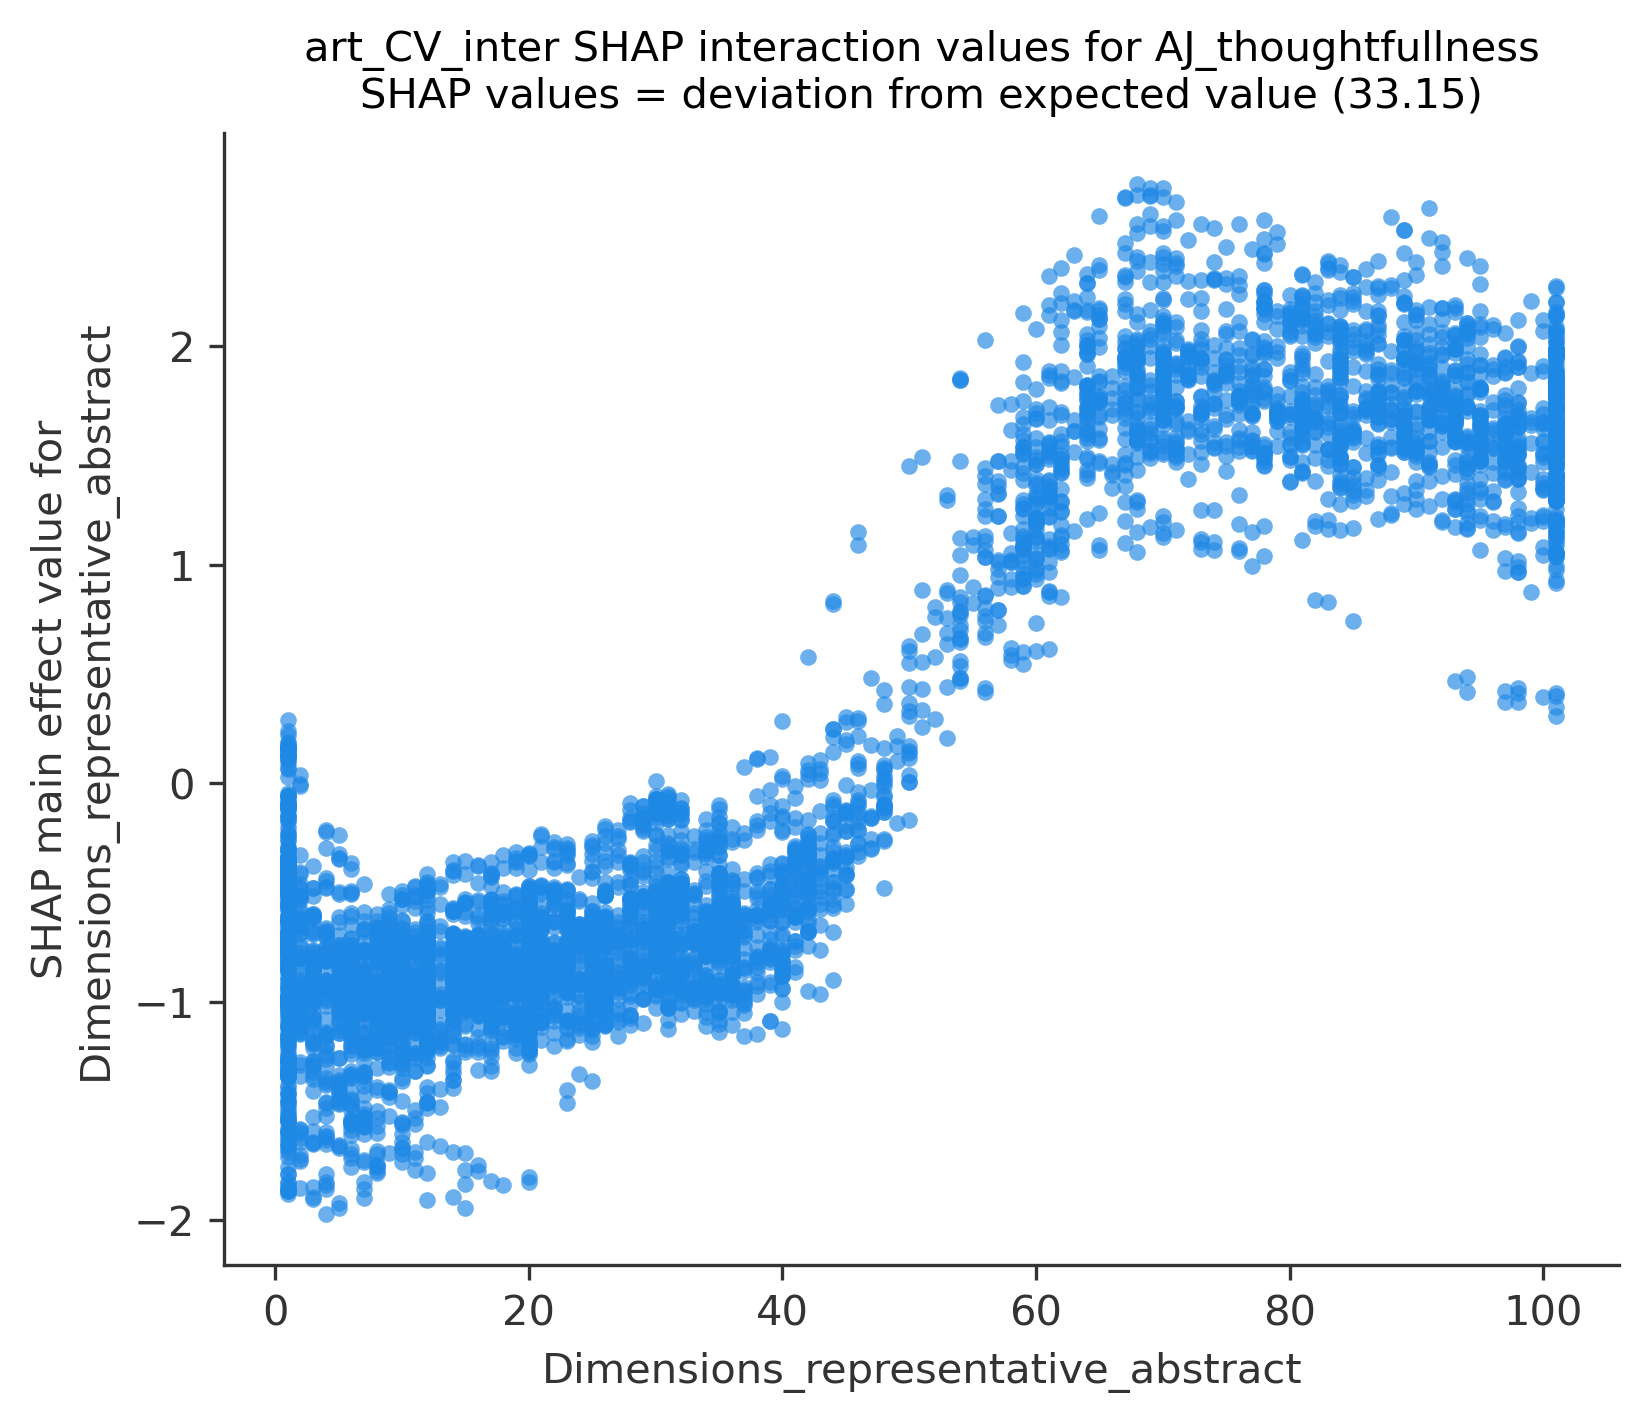 art_CV_inter SHAP interaction values for AJ_thoughtfullness
SHAP values = deviation from expected value (33.15)
SHAP main effect value for
Dimensions_representative_abstract
2
1
0
−1
−2
0
20
40
60
80
100
Dimensions_representative_abstract